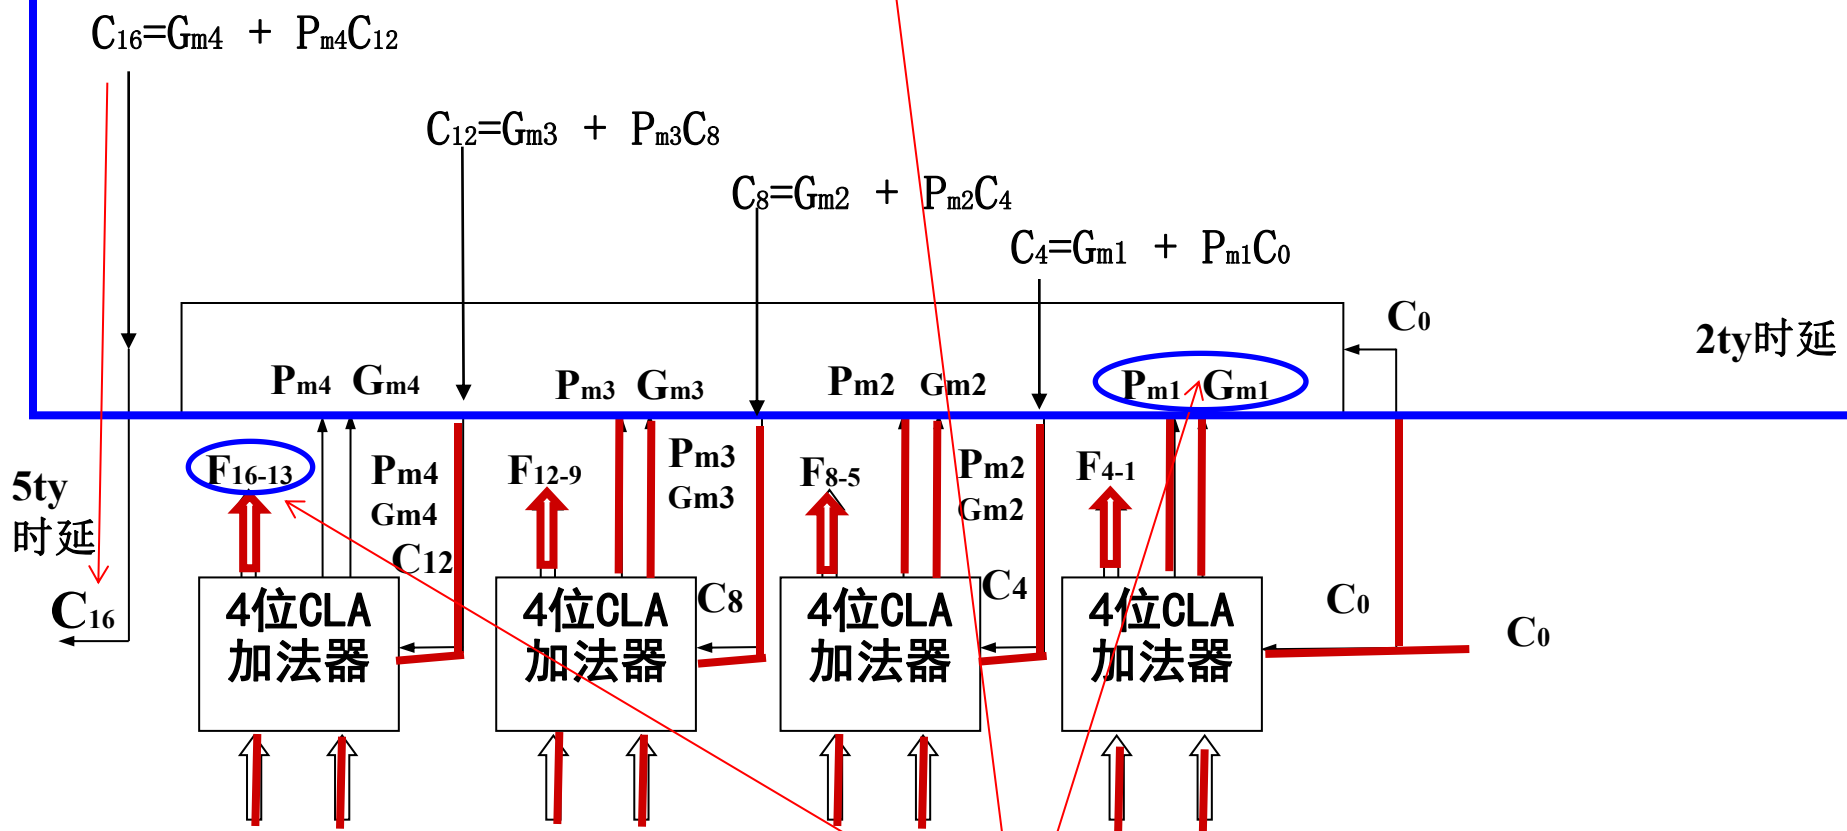 C16=Gm4 + Pm4C12
C12=Gm3 + Pm3C8
C8=Gm2 + Pm2C4
C4=Gm1 + Pm1C0
C0
2ty时延
Pm4 Gm4
Pm3 Gm3
Pm2 Gm2
Pm1 Gm1
5ty
时延
F16-13
Pm4
Gm4
C12
F12-9
Pm3
Gm3
C8
F8-5
Pm2
Gm2
C4
F4-1
C0
C0
C16
4位CLA
加法器
4位CLA
加法器
4位CLA
加法器
4位CLA
加法器